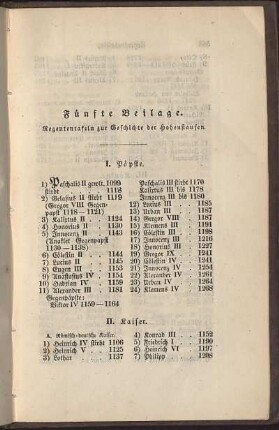 Fünfte Beilage.
Regententafeln zur Geschichte der Hohenstaufen.
I. Päpste.
1) Paschalis II gewählt 1099
stirbt 1118
2) Gelasius II stirbt 1119
(Gregor VIII Gegen-
papst 1118—1121)
3) Kalixtus II - 1124
4) Honorius II - 1130
5) Innocenz II - 1143
(Anaklet Gegenpapst
1130—1138)
6) Cölestin II - 1144
7) Lucius II - 1145
8) Eugen III - 1153
9) Anastasius IV - 1154
10) Hadrian IV - 1159
11) Alexander III - 1181
Gegenpäpste:
Viktor IV 1159—1164
Paschalis III stirbt 1170
Kalixtus III bis 1178
Innocenz III bis 1180
12) Lucius III - 1185
13) Urban III - 1187
14) Gregor VIII - 1187
15) Klemens III - 1191
16) Cölestin III - 1198
17) Innocenz III - 1216
18) Honorius III - 1227
19) Gregor IX - 1241
20) Cölestin IV - 1241
21) Innocenz IV - 1254
22) Alexander IV - 1261
23) Urban IV - 1264
24) Klemens IV - 1268
II. Kaiser.
A. Römisch-deutsche Kaiser.
1) Heinrich IV stirbt 1106
2) Heinrich V - 1125
3) Lothar - 1137
4) Konrad III - 1152
5) Friedrich I - 1190
6) Heinrich VI - 1197
7) Philipp - 1208